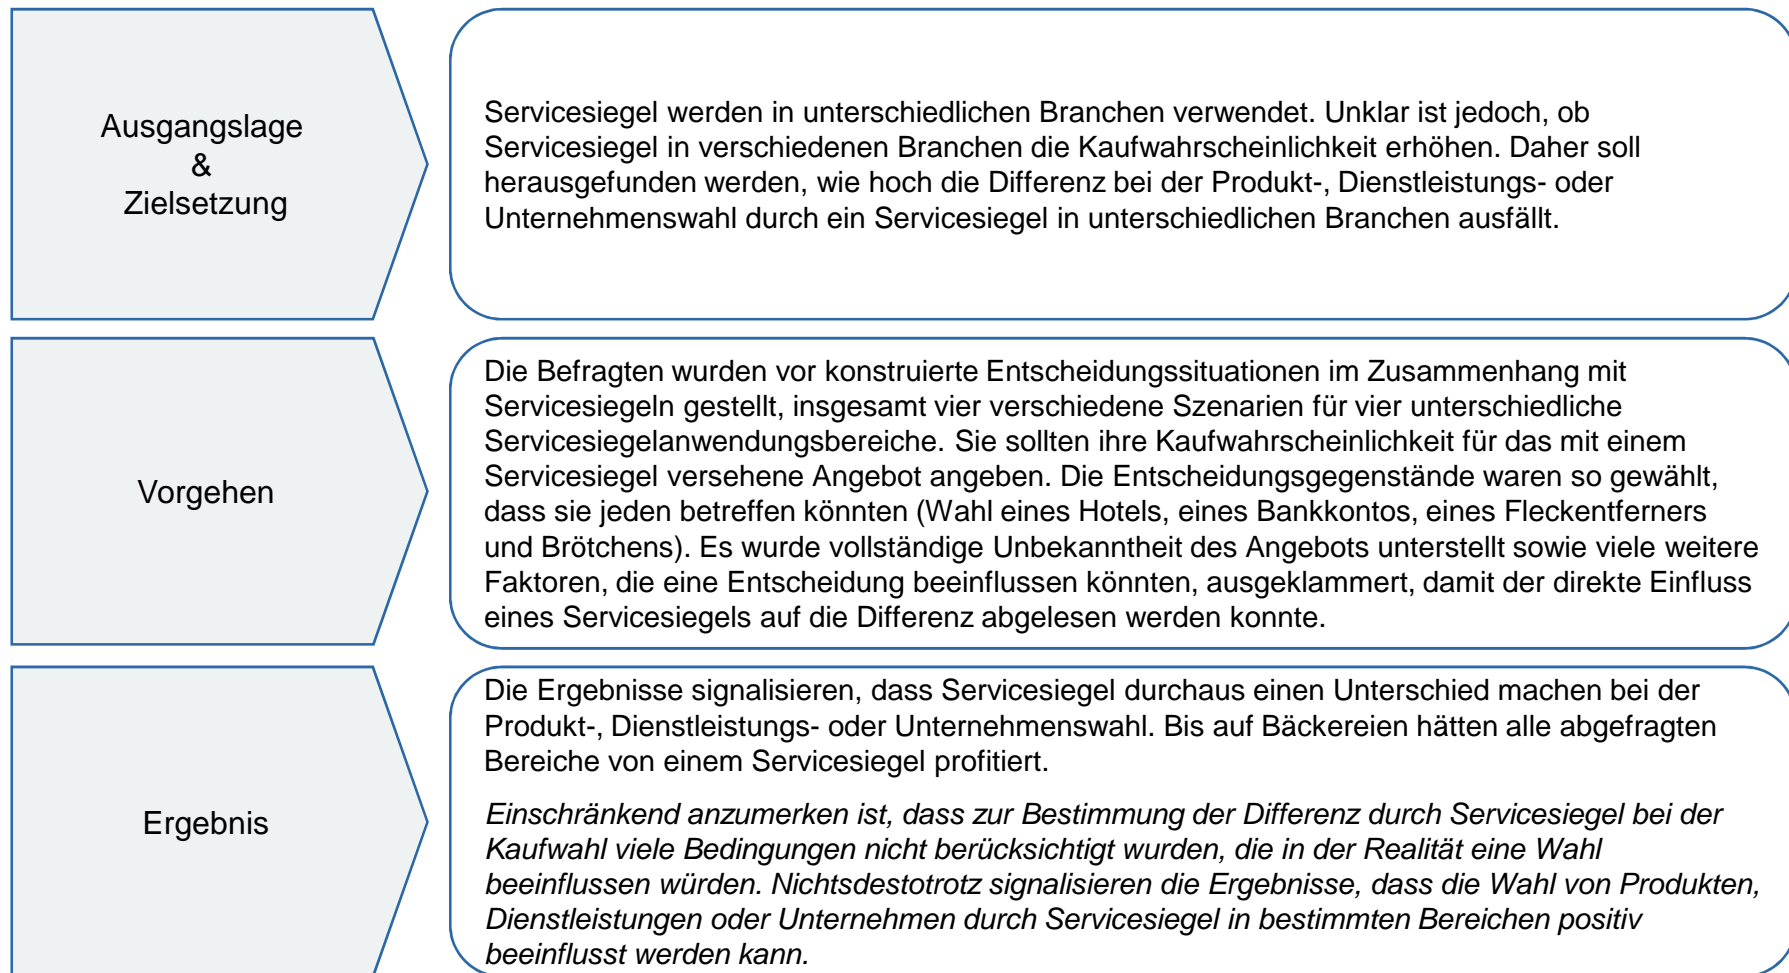 Ausgangslage
&
Zielsetzung
Servicesiegel werden in unterschiedlichen Branchen verwendet. Unklar ist jedoch, ob
Servicesiegel in verschiedenen Branchen die Kaufwahrscheinlichkeit erhöhen. Daher soll
herausgefunden werden, wie hoch die Differenz bei der Produkt-, Dienstleistungs- oder
Unternehmenswahl durch ein Servicesiegel in unterschiedlichen Branchen ausfällt.
Vorgehen
Die Befragten wurden vor konstruierte Entscheidungssituationen im Zusammenhang mit
Servicesiegeln gestellt, insgesamt vier verschiedene Szenarien für vier unterschiedliche
Servicesiegelanwendungsbereiche. Sie sollten ihre Kaufwahrscheinlichkeit für das mit einem
Servicesiegel versehene Angebot angeben. Die Entscheidungsgegenstände waren so gewählt,
dass sie jeden betreffen könnten (Wahl eines Hotels, eines Bankkontos, eines Fleckentferners
und Brötchens). Es wurde vollständige Unbekanntheit des Angebots unterstellt sowie viele weitere
Faktoren, die eine Entscheidung beeinflussen könnten, ausgeklammert, damit der direkte Einfluss
eines Servicesiegels auf die Differenz abgelesen werden konnte.
Ergebnis
Die Ergebnisse signalisieren, dass Servicesiegel durchaus einen Unterschied machen bei der
Produkt-, Dienstleistungs- oder Unternehmenswahl. Bis auf Bäckereien hätten alle abgefragten
Bereiche von einem Servicesiegel profitiert.
Einschränkend anzumerken ist, dass zur Bestimmung der Differenz durch Servicesiegel bei der
Kaufwahl viele Bedingungen nicht berücksichtigt wurden, die in der Realität eine Wahl
beeinflussen würden. Nichtsdestotrotz signalisieren die Ergebnisse, dass die Wahl von Produkten,
Dienstleistungen oder Unternehmen durch Servicesiegel in bestimmten Bereichen positiv
beeinflusst werden kann.